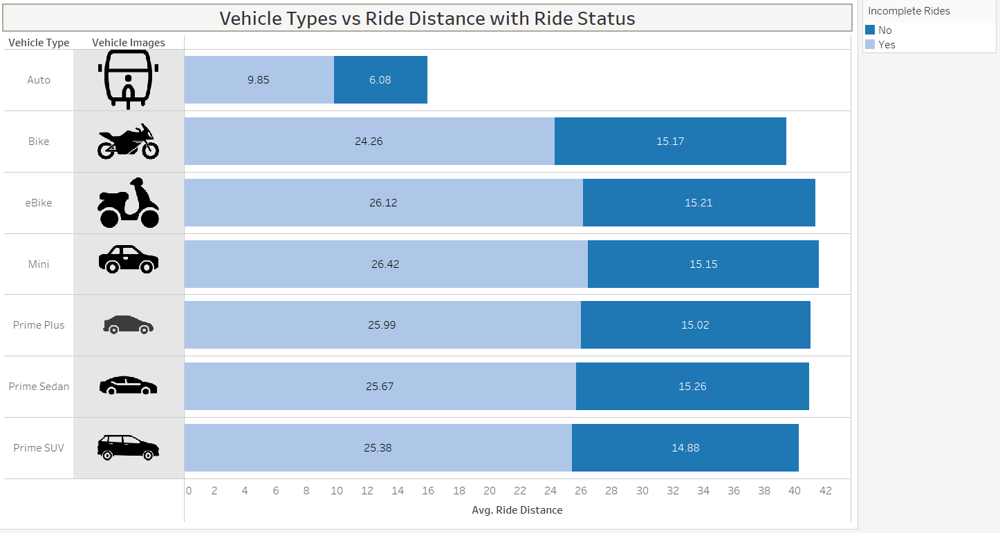 Vehicle Types vs Ride Distance with Ride Status
Incomplete Rides
No
Yes
Vehicle Type Vehicle Images
Auto 9.85 6.08
Bike 24.26 15.17
eBike 26.12 15.21
Mini 26.42 15.15
Prime Plus 25.99 15.02
Prime Sedan 25.67 15.26
Prime SUV 25.38 14.88
0 2 4 6 8 10 12 14 16 18 20 22 24 26 28 30 32 34 36 38 40 42
Avg. Ride Distance